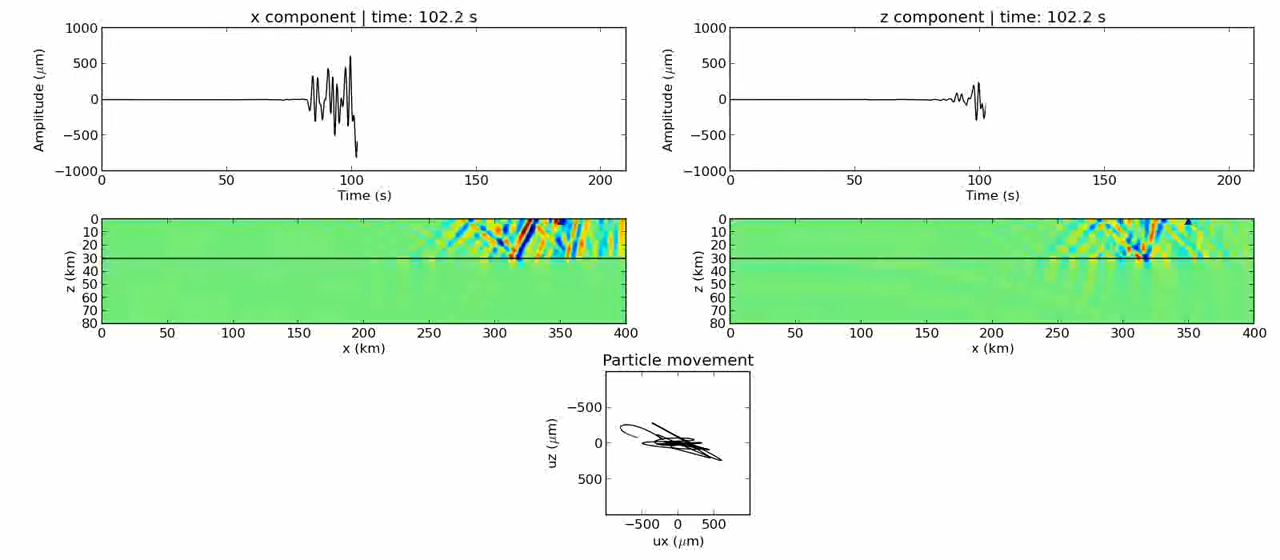 x component | time: 102.2 s
1000
500
0
−500
−1000
Amplitude (μm)
0 50 100 150 200
Time (s)
z component | time: 102.2 s
1000
500
0
−500
−1000
Amplitude (μm)
0 50 100 150 200
Time (s)
0
10
20
30
40
50
60
70
80
z (km)
0 50 100 150 200 250 300 350 400
x (km)
0
10
20
30
40
50
60
70
80
z (km)
0 50 100 150 200 250 300 350 400
x (km)
Particle movement
−500
0
500
uz (μm)
−500 0 500
ux (μm)